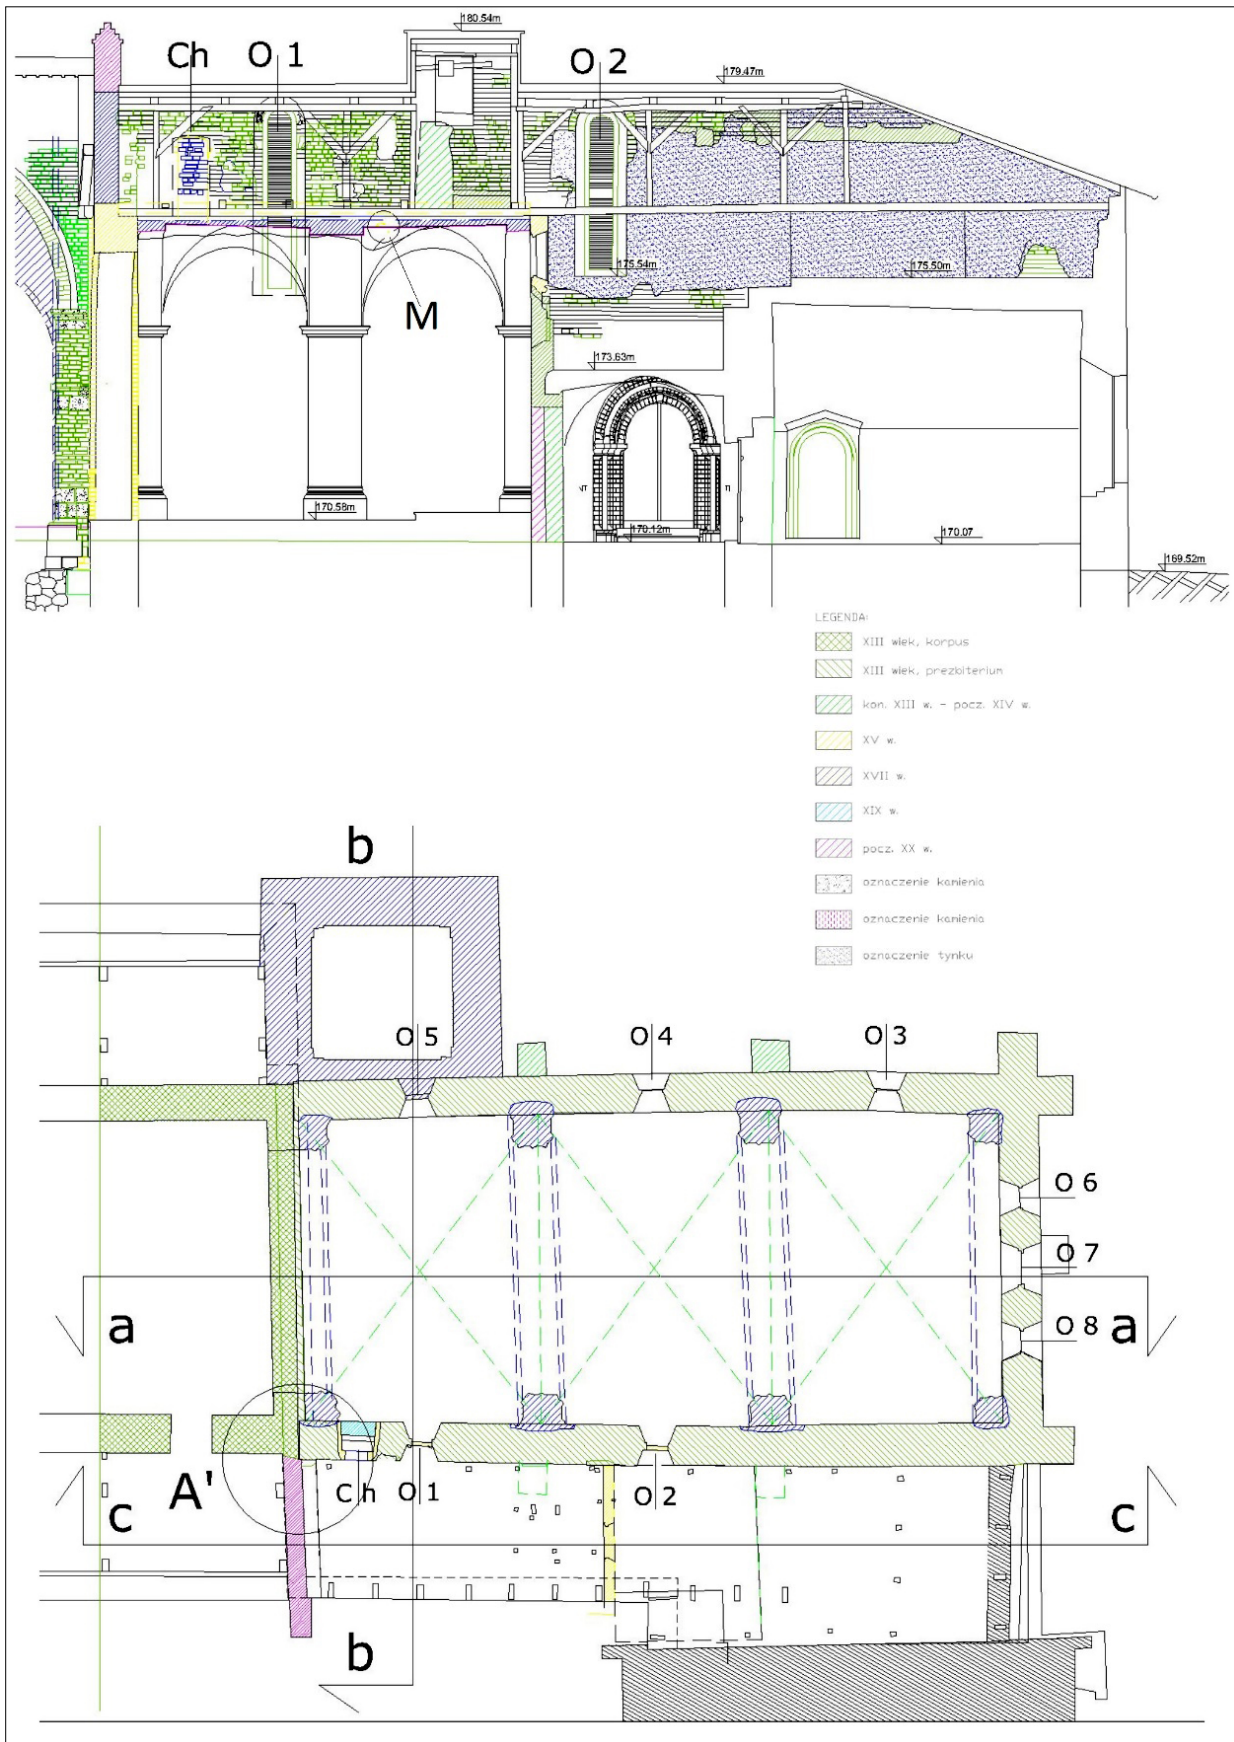 180.54m
Ch O 1 O 2
179.47m
175.54m
175.50m
M
173.63m
170.58m
170.12m
170.07
169.52m
LEGENDA:
XIII wiek, korpus
XIII wiek, prezbiterium
kon. XIII w. - pocz. XIV w.
XV w.
XVII w.
XIX w.
pocz. XX w.
oznaczenie kamienia
oznaczenie kamienia
oznaczenie tynku
b
O 5 O 4 O 3
O 6
O 7
O 8
a a
A' Ch O 1 O 2
c c
b